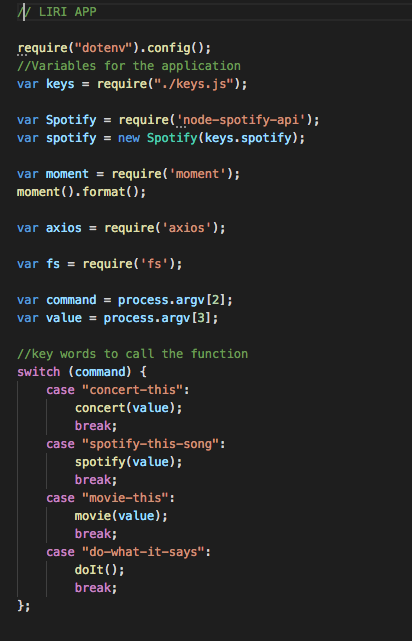 // LIRI APP
require("dotenv").config();
//Variables for the application
var keys = require("./keys.js");
var Spotify = require('node-spotify-api');
var spotify = new Spotify(keys.spotify);
var moment = require('moment');
moment().format();
var axios = require('axios');
var fs = require('fs');
var command = process.argv[2];
var value = process.argv[3];
//key words to call the function
switch (command) {
case "concert-this":
concert(value);
break;
case "spotify-this-song":
spotify(value);
break;
case "movie-this":
movie(value);
break;
case "do-what-it-says":
doIt();
break;
};